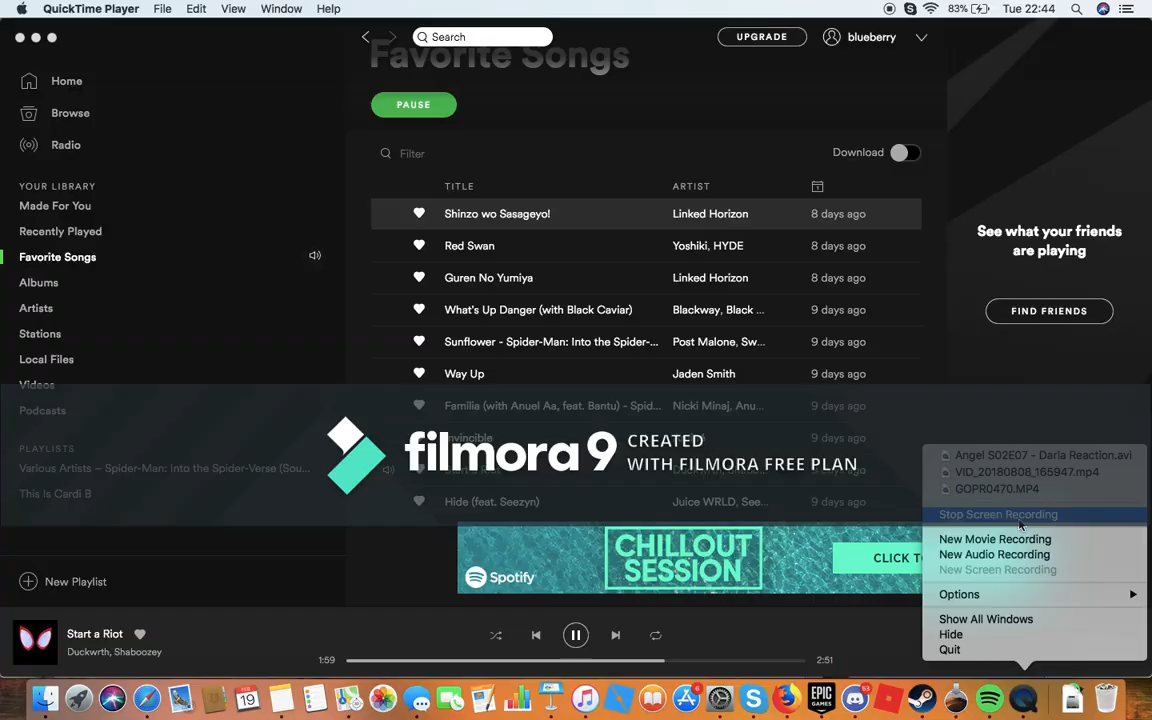 QuickTime Player File Edit View Window Help
83% Tue 22:44
Search
UPGRADE
blueberry
Home
Browse
Radio
YOUR LIBRARY
Made For You
Recently Played
Favorite Songs
Albums
Artists
Stations
Local Files
Videos
Podcasts
PLAYLISTS
Various Artists – Spider-Man: Into the Spider-Verse (Sou...
This Is Cardi B
New Playlist
Favorite Songs
PAUSE
Filter
Download
TITLE ARTIST
Shinzo wo Sasageyo! Linked Horizon 8 days ago
Red Swan Yoshiki, HYDE 8 days ago
Guren No Yumiya Linked Horizon 8 days ago
What's Up Danger (with Black Caviar) Blackway, Black ... 9 days ago
Sunflower - Spider-Man: Into the Spider-... Post Malone, Sw... 9 days ago
Way Up Jaden Smith 9 days ago
Familia (with Anuel Aa, feat. Bantu) - Spid... Nicki Minaj, Anu... 9 days ago
Invincible 9 days ago
Hide (feat. Seezyn) Juice WRLD, See... 9 days ago
See what your friends
are playing
FIND FRIENDS
filmora9
CREATED
WITH FILMORA FREE PLAN
Angel S02E07 - Darla Reaction.avi
VID_20180808_165947.mp4
GOPR0470.MP4
Stop Screen Recording
New Movie Recording
New Audio Recording
New Screen Recording
Options
Show All Windows
Hide
Quit
Spotify
CHILLOUT
SESSION
CLICK
Start a Riot
Duckwrth, Shaboozey
1:59
2:51
FEB
19
EPIC
GAMES